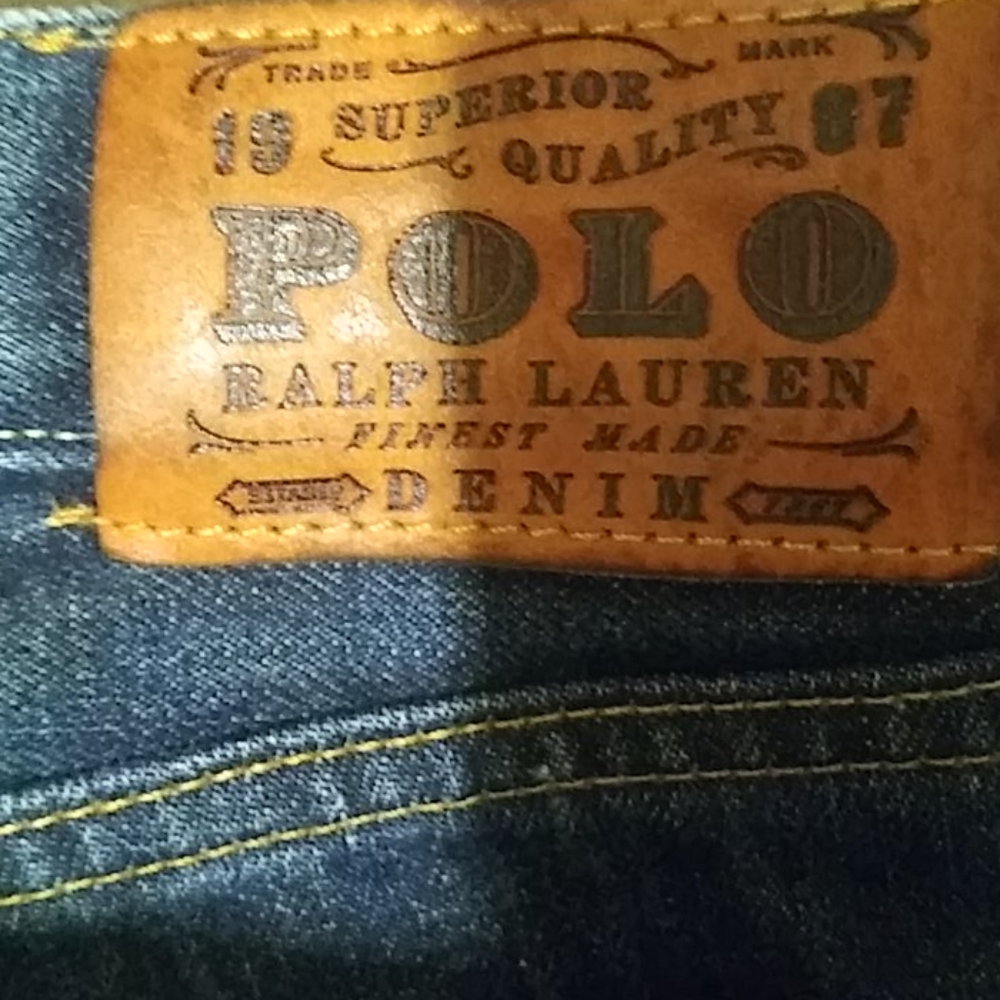 TRADE MARK
19 SUPERIOR QUALITY 67
POLO
RALPH LAUREN
FINEST MADE
DENIM